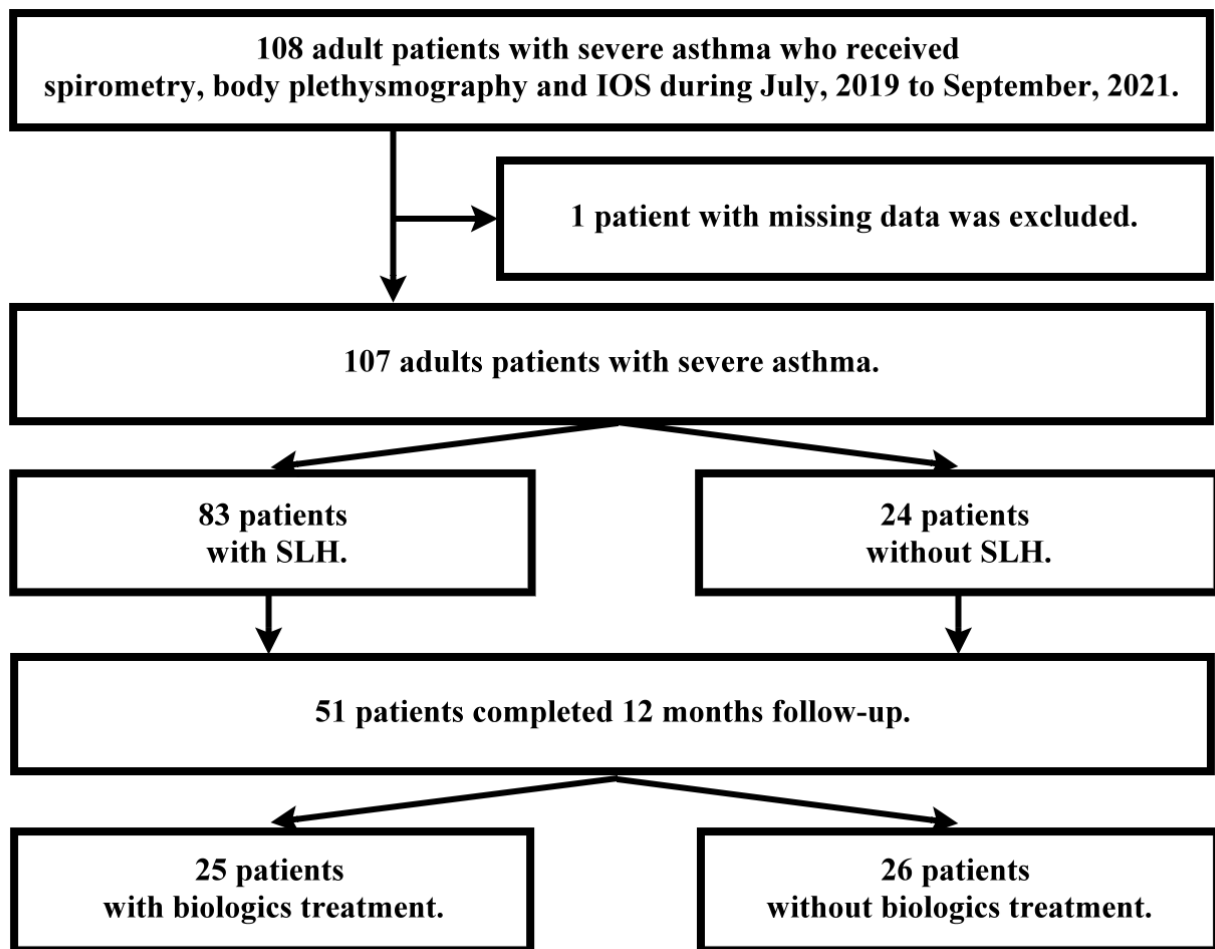 108 adult patients with severe asthma who received
spirometry, body plethysmography and IOS during July, 2019 to September, 2021.
1 patient with missing data was excluded.
107 adults patients with severe asthma.
83 patients
with SLH.
24 patients
without SLH.
51 patients completed 12 months follow-up.
25 patients
with biologics treatment.
26 patients
without biologics treatment.